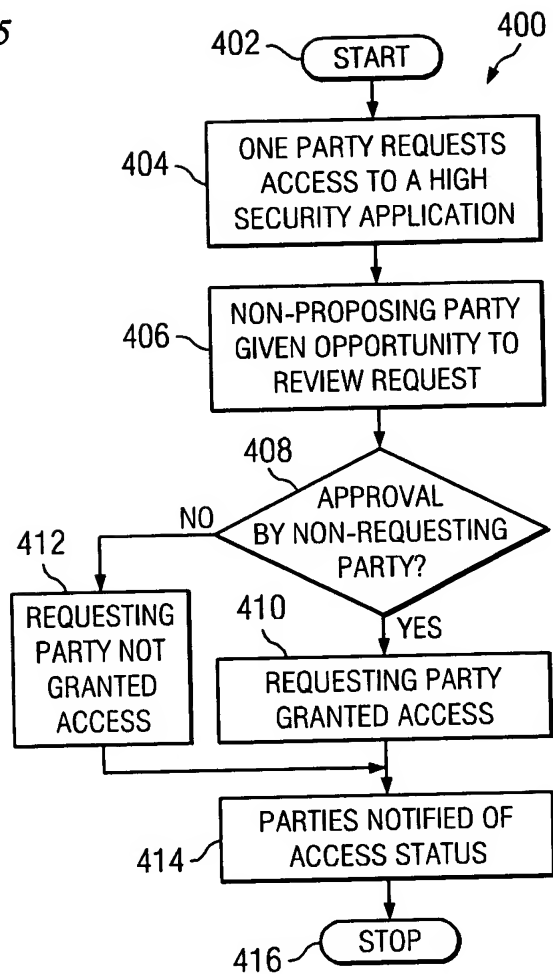 5
400
402
START
404
ONE PARTY REQUESTS
ACCESS TO A HIGH
SECURITY APPLICATION
406
NON-PROPOSING PARTY
GIVEN OPPORTUNITY TO
REVIEW REQUEST
408
APPROVAL
BY NON-REQUESTING
PARTY?
NO
YES
412
REQUESTING
PARTY NOT
GRANTED
ACCESS
410
REQUESTING PARTY
GRANTED ACCESS
414
PARTIES NOTIFIED OF
ACCESS STATUS
416
STOP